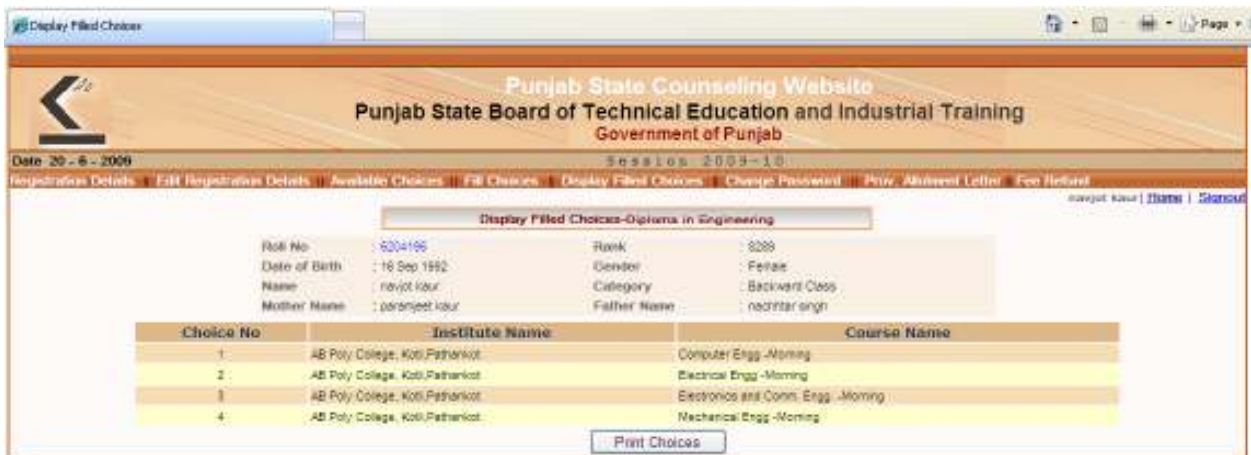 Display Filled Choices
Page
Punjab State Counseling Website
Punjab State Board of Technical Education and Industrial Training
Government of Punjab
Date 20 - 6 - 2009 Session 2009-10
Registration Details || Edit Registration Details || Available Choices || Fill Choices || Display Filled Choices || Change Password || Prov. Allotment Letter || Fee Refund
navjot kaur | Home | Signout
Display Filled Choices-Diploma in Engineering
Roll No : 6204196 Rank : 8289
Date of Birth : 16 Sep 1992 Gender : Female
Name : navjot kaur Category : Backward Class
Mother Name : paramjeet kaur Father Name : nachhtar singh
Choice No Institute Name Course Name
1 AB Poly College, Kotli,Pathankot Computer Engg -Morning
2 AB Poly College, Kotli,Pathankot Electrical Engg -Morning
3 AB Poly College, Kotli,Pathankot Electronics and Comm. Engg. -Morning
4 AB Poly College, Kotli,Pathankot Mechanical Engg -Morning
Print Choices